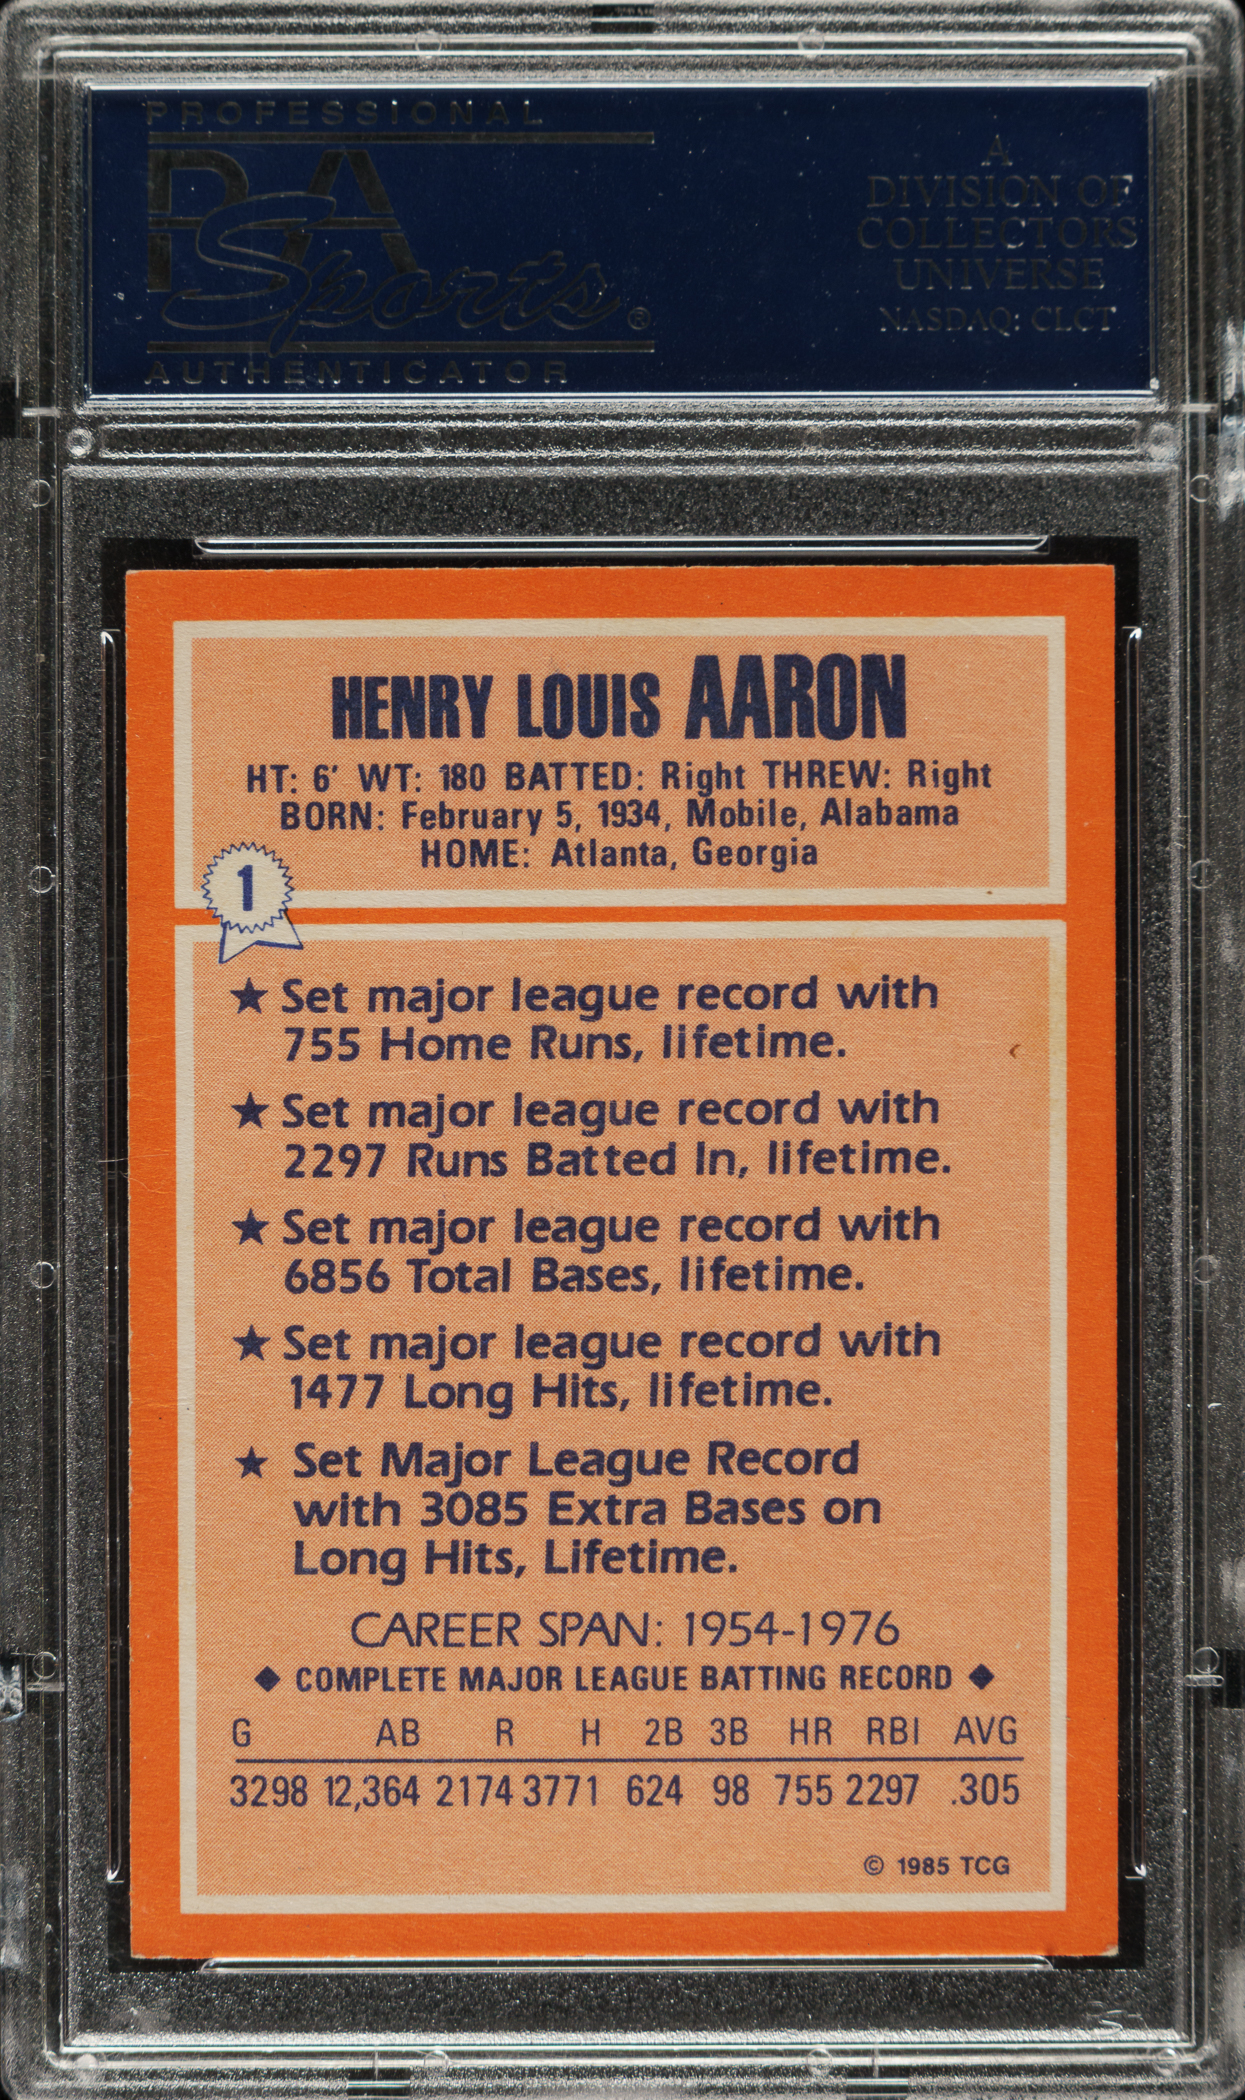 PROFESSIONAL
PSA
Sports®
AUTHENTICATOR
A
DIVISION OF
COLLECTORS
UNIVERSE
NASDAQ: CLCT
HENRY LOUIS AARON
HT: 6' WT: 180 BATTED: Right THREW: Right
BORN: February 5, 1934, Mobile, Alabama
HOME: Atlanta, Georgia
1
★ Set major league record with
755 Home Runs, lifetime.
★ Set major league record with
2297 Runs Batted In, lifetime.
★ Set major league record with
6856 Total Bases, lifetime.
★ Set major league record with
1477 Long Hits, lifetime.
★ Set Major League Record
with 3085 Extra Bases on
Long Hits, Lifetime.
CAREER SPAN: 1954-1976
◆ COMPLETE MAJOR LEAGUE BATTING RECORD ◆
G AB R H 2B 3B HR RBI AVG
3298 12,364 2174 3771 624 98 755 2297 .305
© 1985 TCG